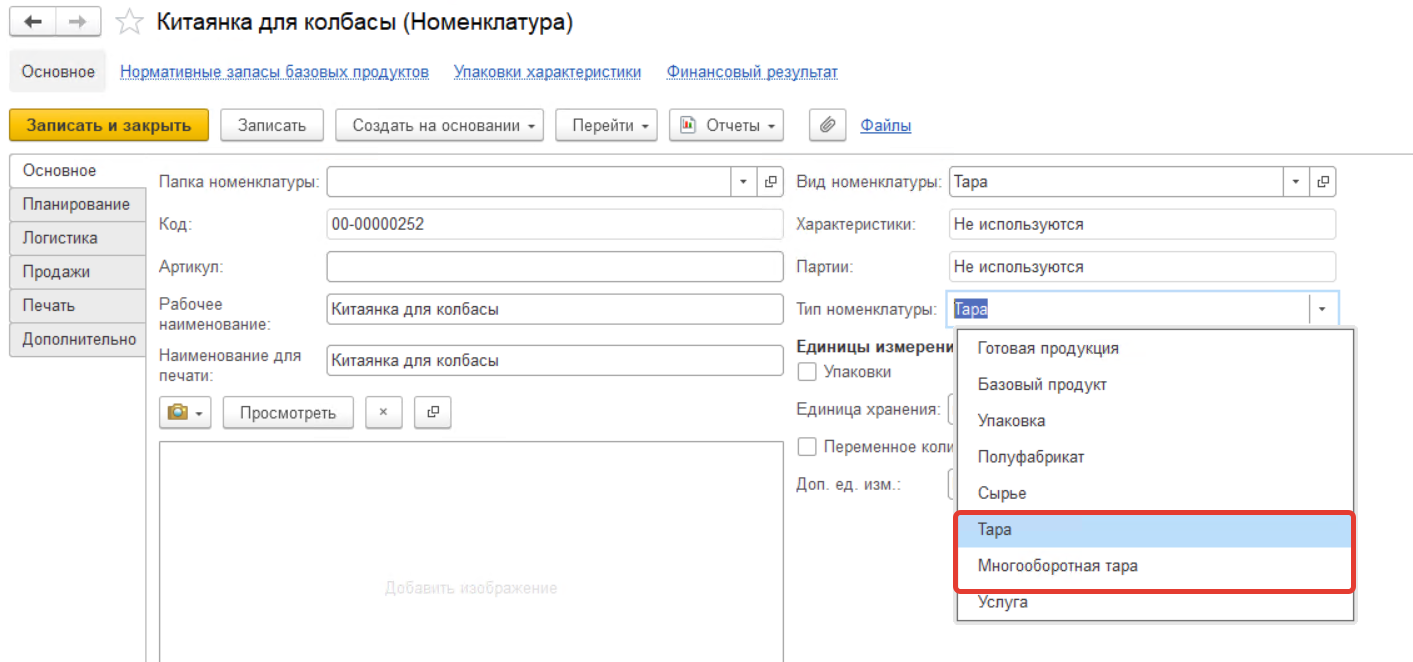 Китаянка для колбасы (Номенклатура)
Основное Нормативные запасы базовых продуктов Упаковки характеристики Финансовый результат
Записать и закрыть Записать Создать на основании Перейти Отчеты Файлы
Основное
Планирование
Логистика
Продажи
Печать
Дополнительно
Папка номенклатуры:
Код: 00-00000252
Артикул:
Рабочее
наименование: Китаянка для колбасы
Наименование для
печати: Китаянка для колбасы
Просмотреть ×
Добавить изображение
Вид номенклатуры: Тара
Характеристики: Не используются
Партии: Не используются
Тип номенклатуры: Тара
Единицы измерени
Упаковки
Единица хранения:
Переменное коли
Доп. ед. изм.:
Готовая продукция
Базовый продукт
Упаковка
Полуфабрикат
Сырье
Тара
Многооборотная тара
Услуга